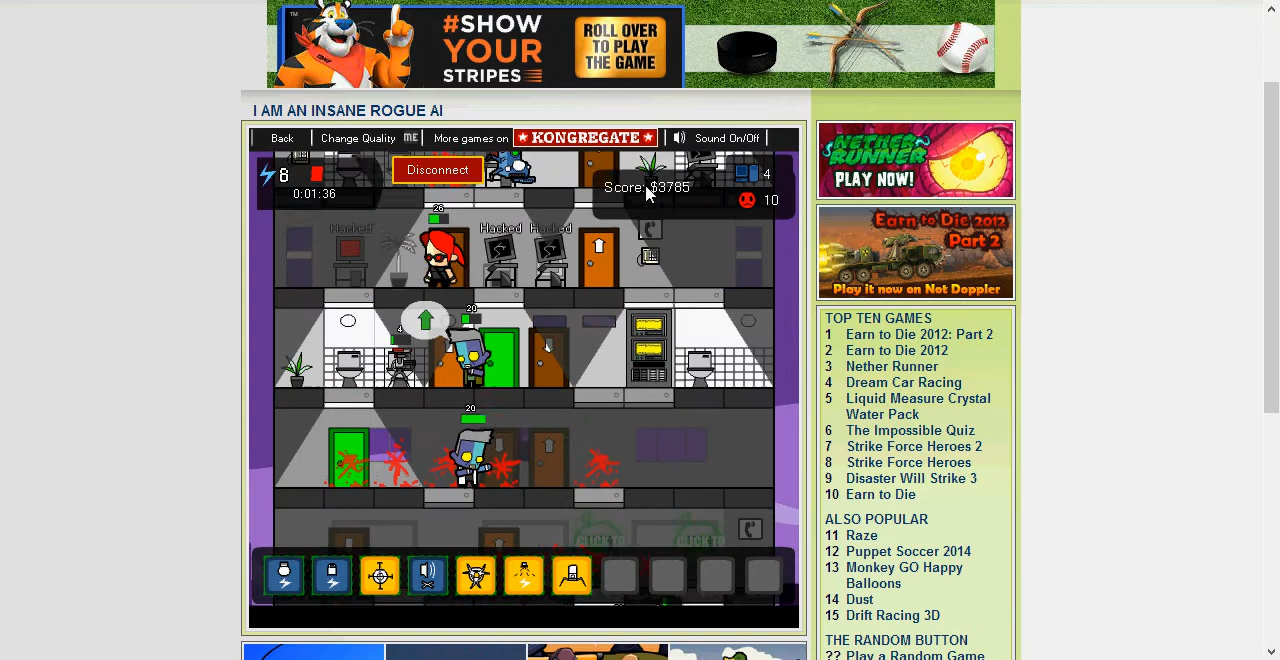 #SHOW
YOUR
STRIPES
ROLL OVER
TO PLAY
THE GAME
TONY
I AM AN INSANE ROGUE AI
Back
Change Quality
ME
More games on
KONGREGATE
Sound On/Off
8
0:01:36
Disconnect
Score: $3785
4
10
26
Hacked
Hacked
Hacked
20
4
20
CLICK TO
CLICK TO
NETHER
RUNNER
PLAY NOW!
Earn to Die 2012
Part 2
Play it now on Not Doppler
TOP TEN GAMES
1 Earn to Die 2012: Part 2
2 Earn to Die 2012
3 Nether Runner
4 Dream Car Racing
5 Liquid Measure Crystal
Water Pack
6 The Impossible Quiz
7 Strike Force Heroes 2
8 Strike Force Heroes
9 Disaster Will Strike 3
10 Earn to Die
ALSO POPULAR
11 Raze
12 Puppet Soccer 2014
13 Monkey GO Happy
Balloons
14 Dust
15 Drift Racing 3D
THE RANDOM BUTTON
?? Play a Random Game